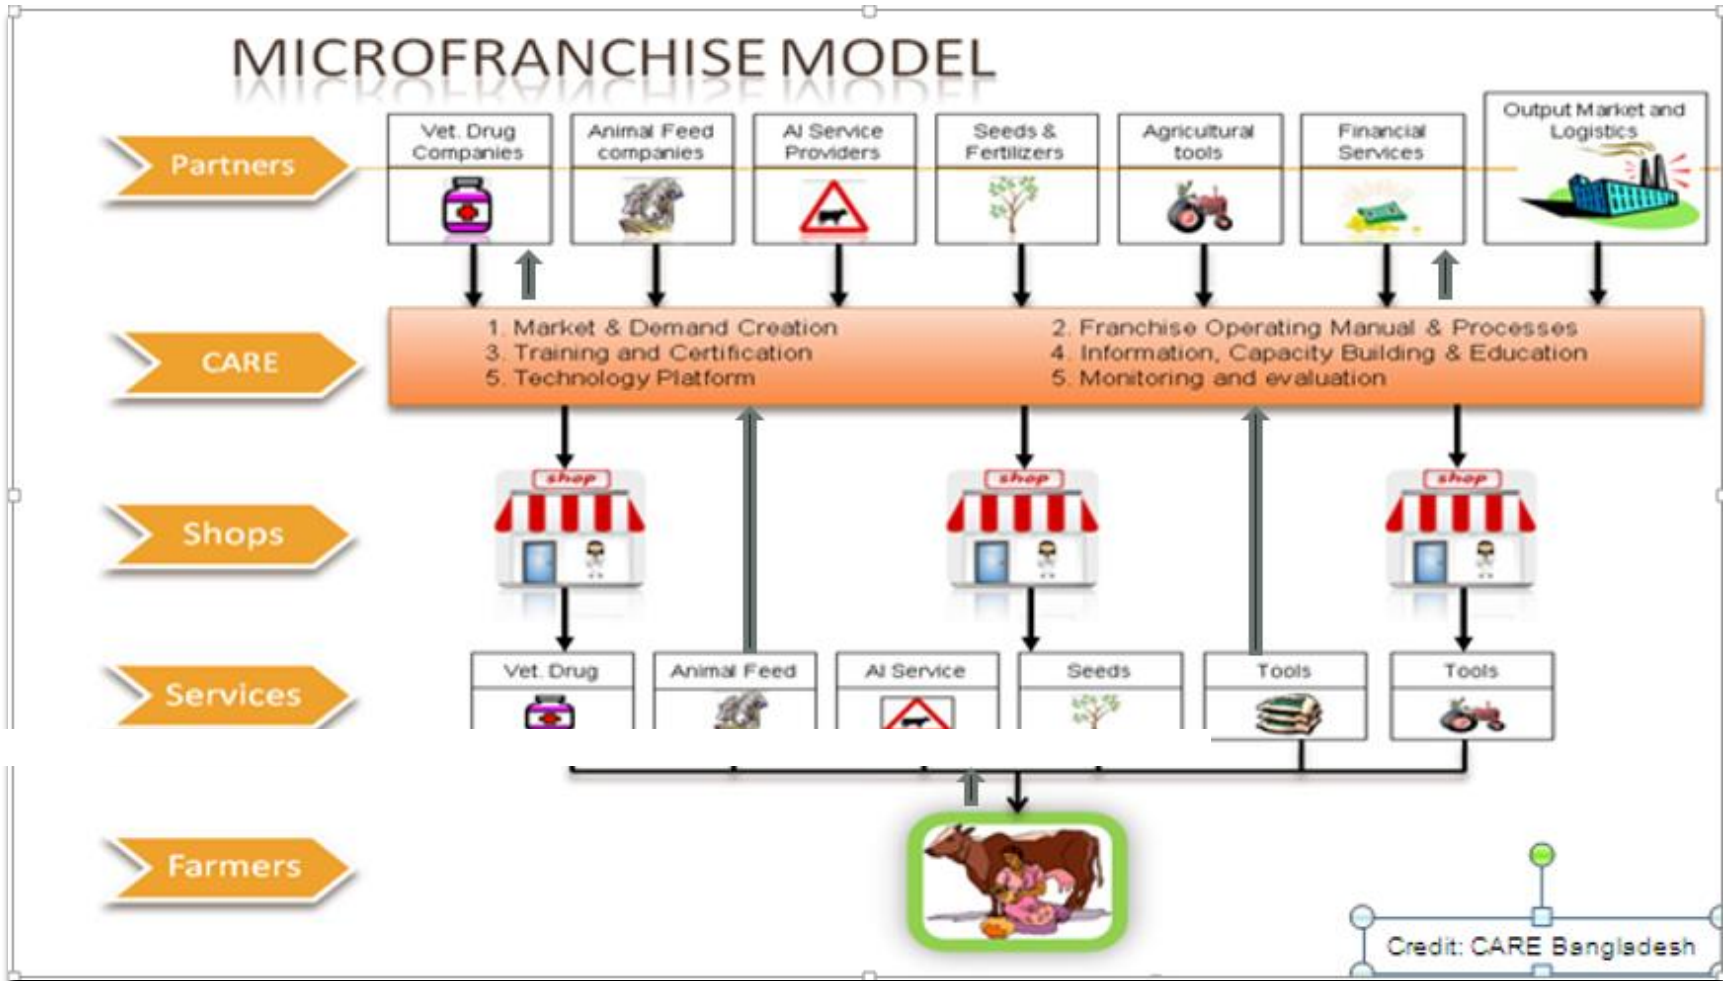 MICROFRANCHISE MODEL
Partners
Vet. Drug
Companies
Animal Feed
companies
AI Service
Providers
Seeds &
Fertilizers
Agricultural
tools
Financial
Services
Output Market and
Logistics
CARE
1. Market & Demand Creation
2. Franchise Operating Manual & Processes
3. Training and Certification
4. Information, Capacity Building & Education
5. Technology Platform
5. Monitoring and evaluation
Shops
shop
shop
shop
Services
Vet. Drug
Animal Feed
AI Service
Seeds
Tools
Tools
Farmers
Credit: CARE Bangladesh